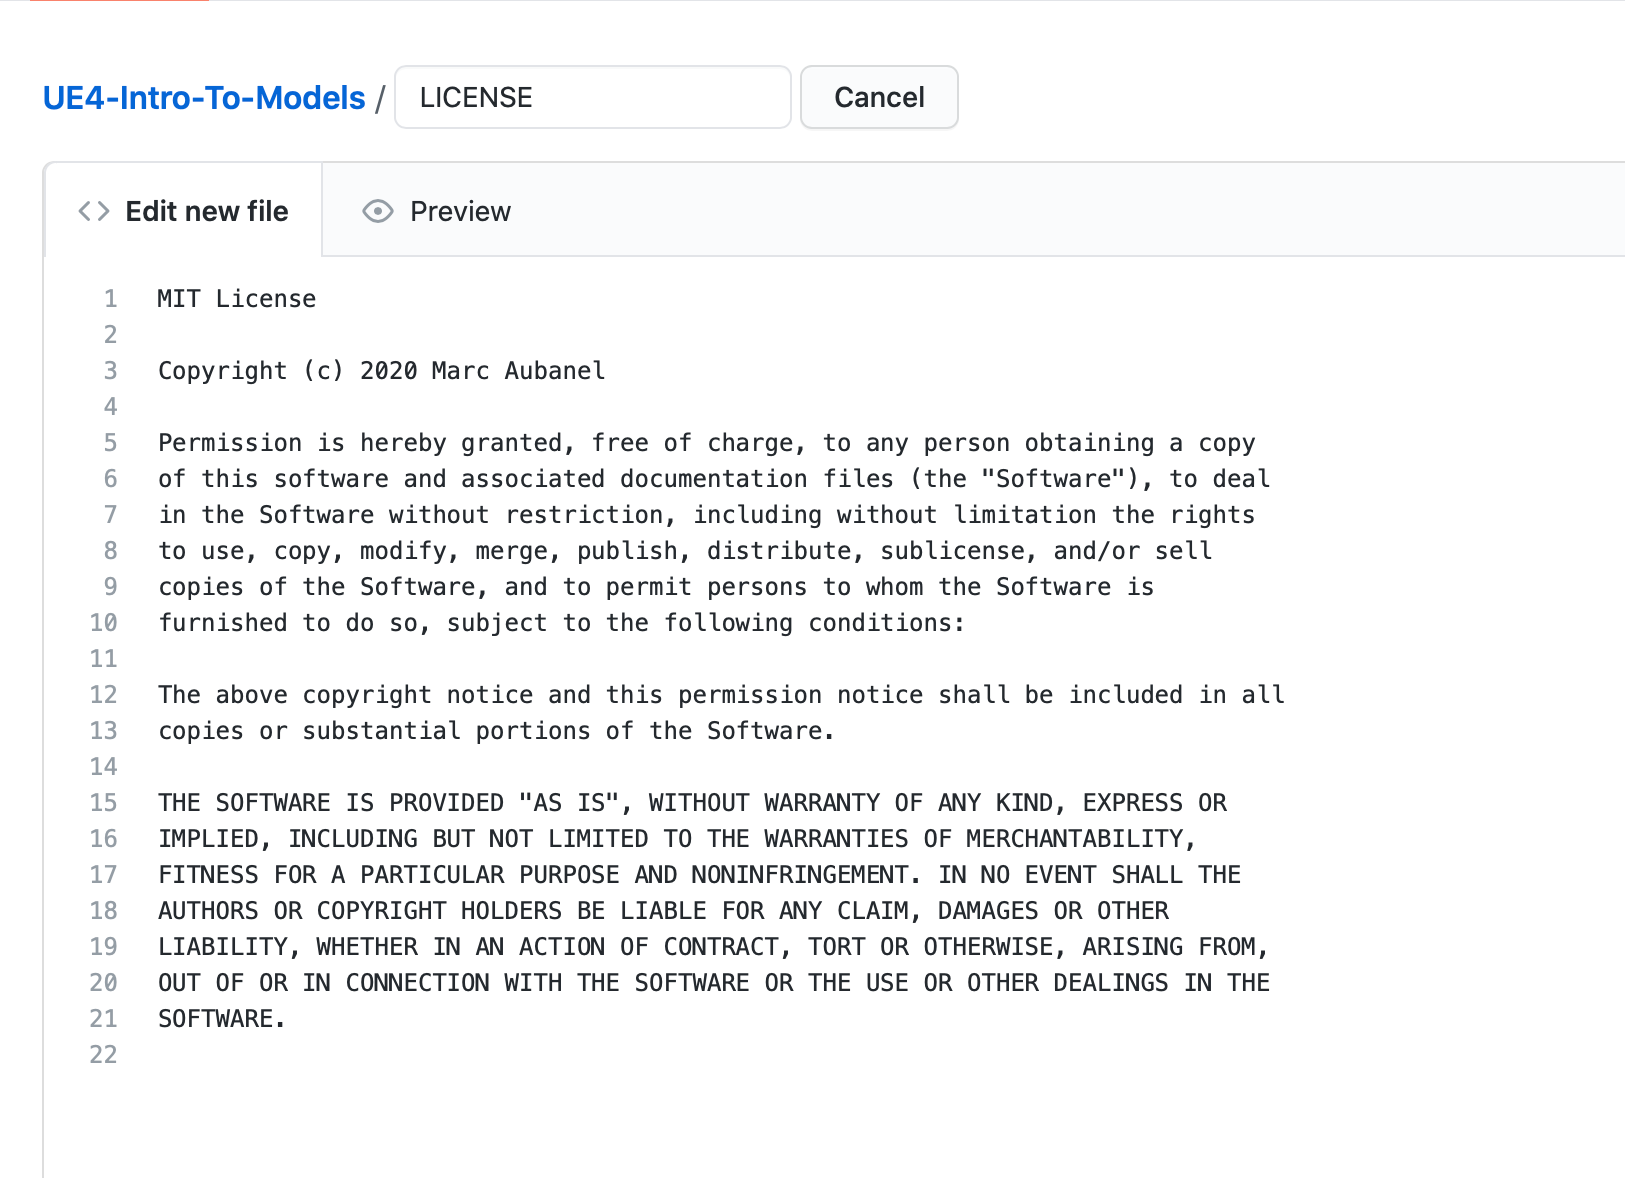 UE4-Intro-To-Models / LICENSE Cancel
Edit new file Preview
1 MIT License
2
3 Copyright (c) 2020 Marc Aubanel
4
5 Permission is hereby granted, free of charge, to any person obtaining a copy
6 of this software and associated documentation files (the "Software"), to deal
7 in the Software without restriction, including without limitation the rights
8 to use, copy, modify, merge, publish, distribute, sublicense, and/or sell
9 copies of the Software, and to permit persons to whom the Software is
10 furnished to do so, subject to the following conditions:
11
12 The above copyright notice and this permission notice shall be included in all
13 copies or substantial portions of the Software.
14
15 THE SOFTWARE IS PROVIDED "AS IS", WITHOUT WARRANTY OF ANY KIND, EXPRESS OR
16 IMPLIED, INCLUDING BUT NOT LIMITED TO THE WARRANTIES OF MERCHANTABILITY,
17 FITNESS FOR A PARTICULAR PURPOSE AND NONINFRINGEMENT. IN NO EVENT SHALL THE
18 AUTHORS OR COPYRIGHT HOLDERS BE LIABLE FOR ANY CLAIM, DAMAGES OR OTHER
19 LIABILITY, WHETHER IN AN ACTION OF CONTRACT, TORT OR OTHERWISE, ARISING FROM,
20 OUT OF OR IN CONNECTION WITH THE SOFTWARE OR THE USE OR OTHER DEALINGS IN THE
21 SOFTWARE.
22